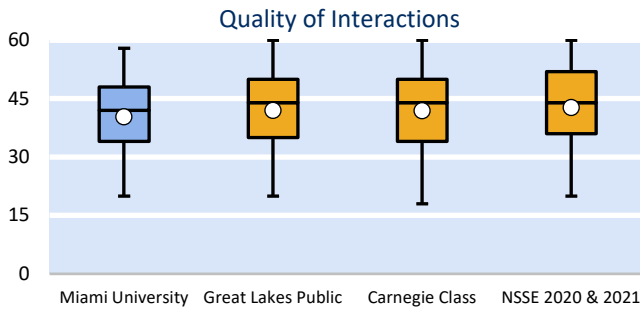 Quality of Interactions
60
45
30
15
0
Miami University Great Lakes Public Carnegie Class NSSE 2020 & 2021